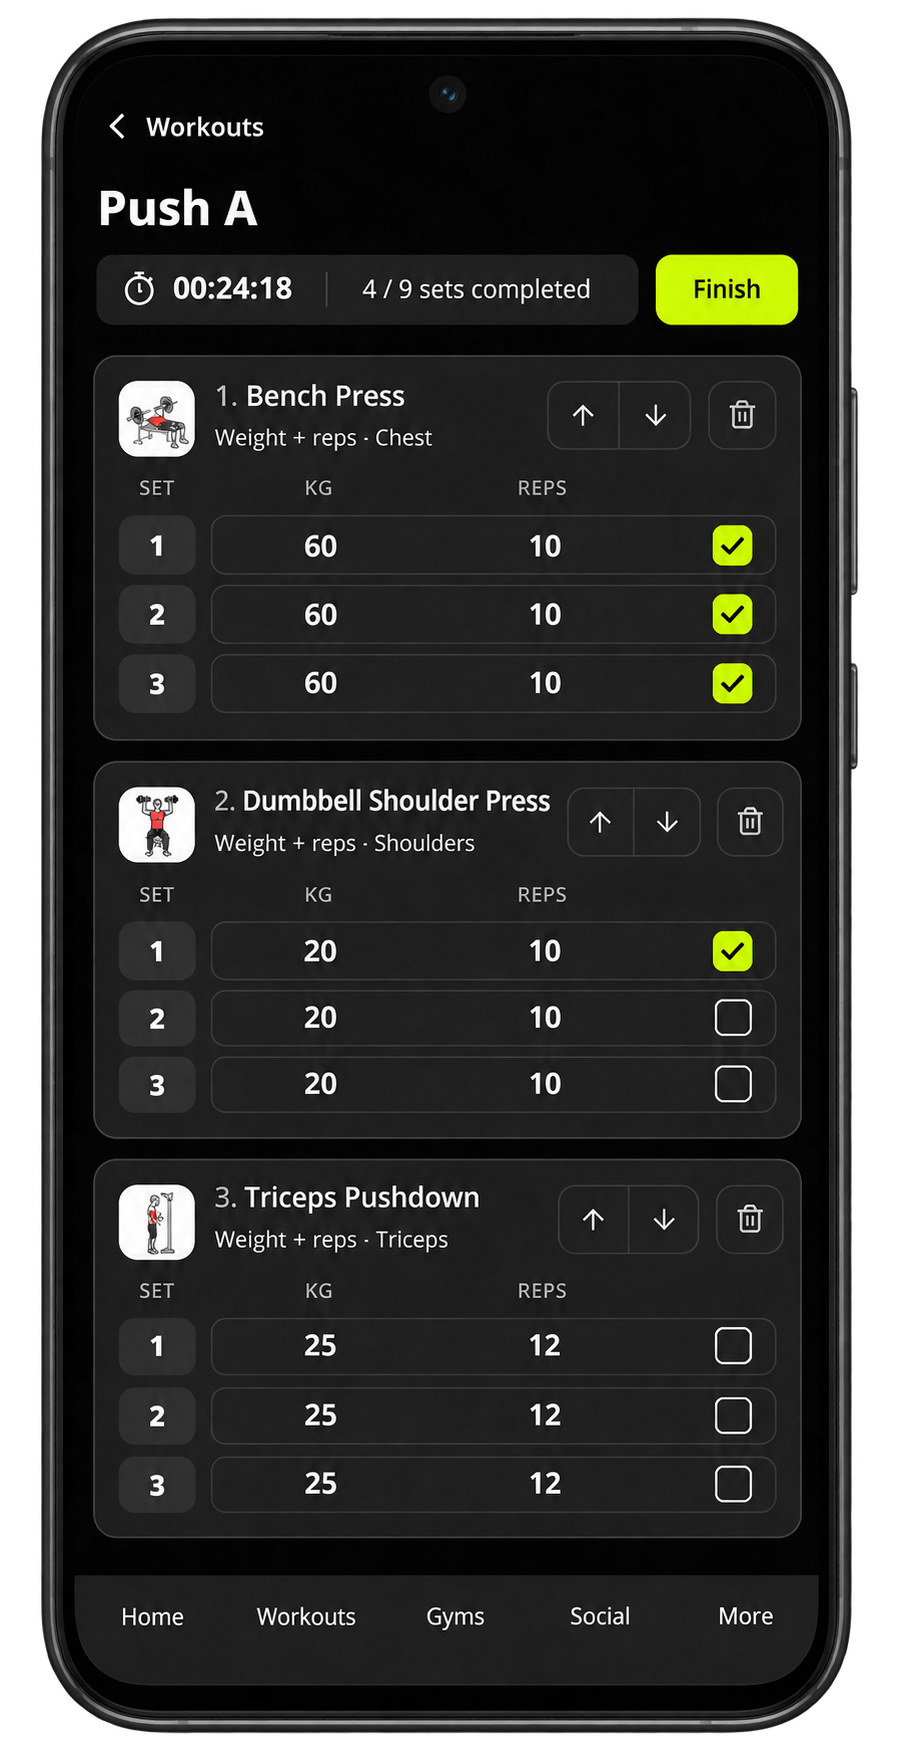 Workouts
Push A
00:24:18 4 / 9 sets completed Finish
1. Bench Press
Weight + reps · Chest
SET KG REPS
1 60 10
2 60 10
3 60 10
2. Dumbbell Shoulder Press
Weight + reps · Shoulders
SET KG REPS
1 20 10
2 20 10
3 20 10
3. Triceps Pushdown
Weight + reps · Triceps
SET KG REPS
1 25 12
2 25 12
3 25 12
Home Workouts Gyms Social More